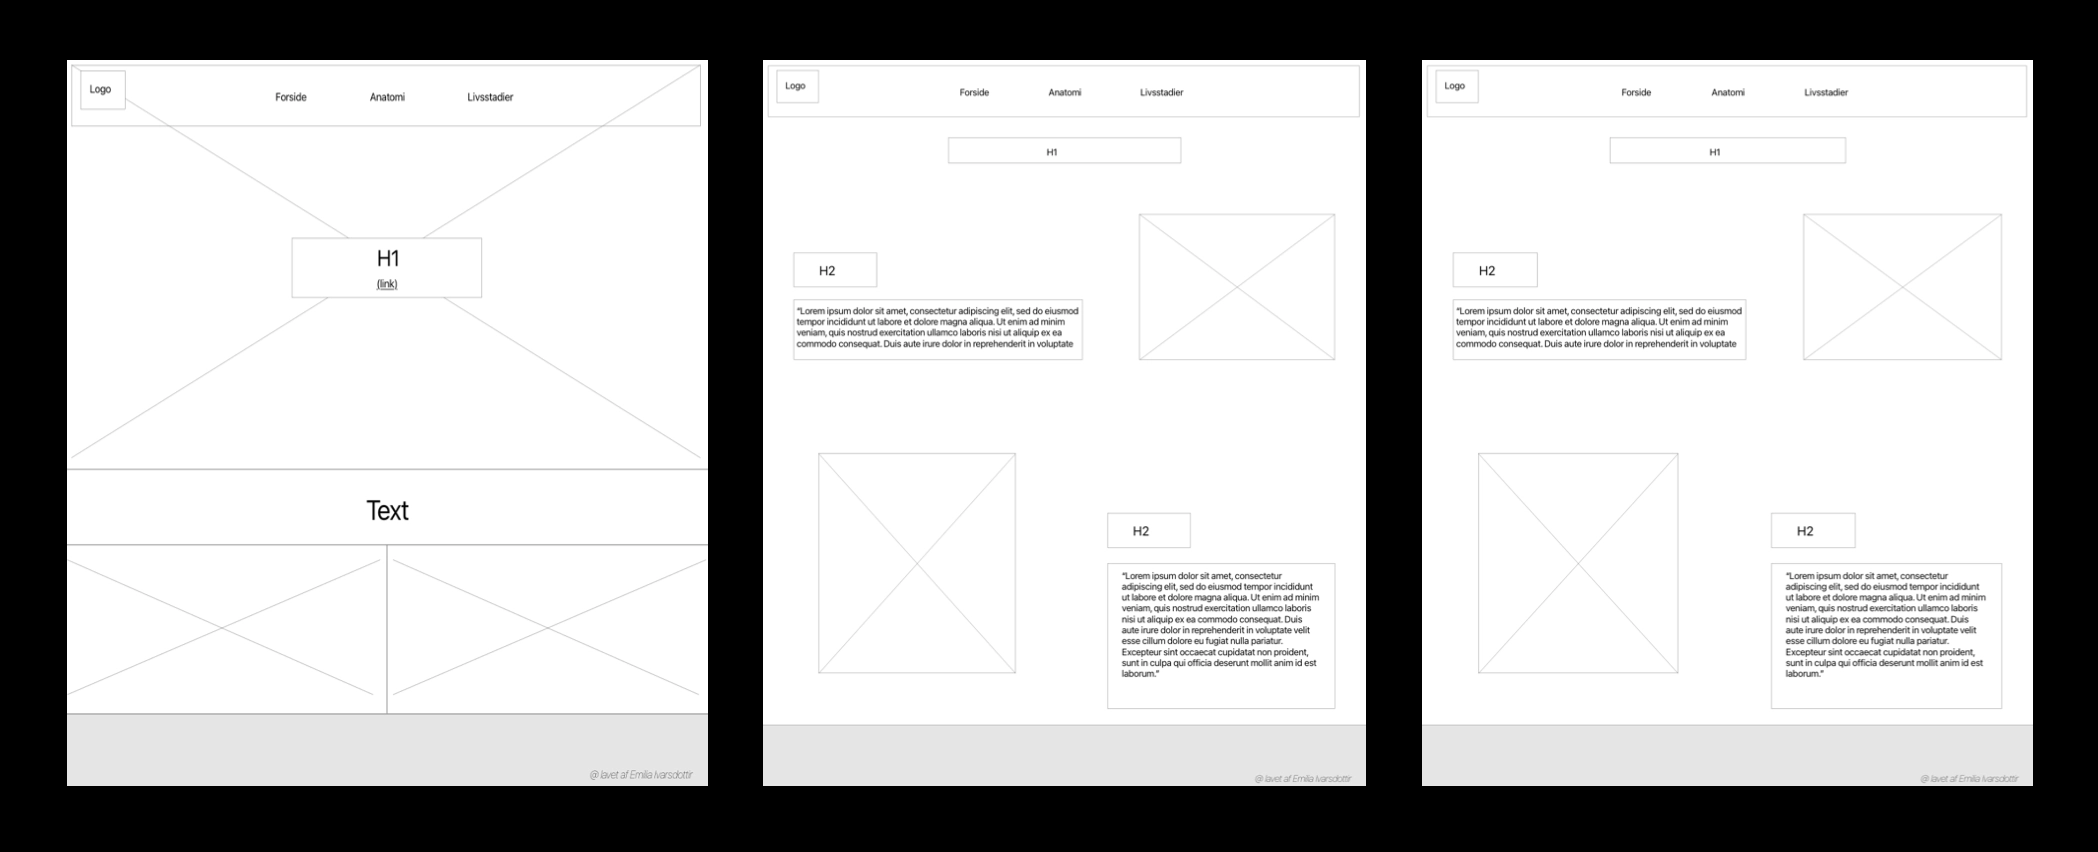 Logo
Forside Anatomi Livsstadier
H1
(link)
Text
@ lavet af Emilia Ivarsdottir
Logo
Forside Anatomi Livsstadier
H1
H2
“Lorem ipsum dolor sit amet, consectetur adipiscing elit, sed do eiusmod
tempor incididunt ut labore et dolore magna aliqua. Ut enim ad minim
veniam, quis nostrud exercitation ullamco laboris nisi ut aliquip ex ea
commodo consequat. Duis aute irure dolor in reprehenderit in voluptate
H2
“Lorem ipsum dolor sit amet, consectetur
adipiscing elit, sed do eiusmod tempor incididunt
ut labore et dolore magna aliqua. Ut enim ad minim
veniam, quis nostrud exercitation ullamco laboris
nisi ut aliquip ex ea commodo consequat. Duis
aute irure dolor in reprehenderit in voluptate velit
esse cillum dolore eu fugiat nulla pariatur.
Excepteur sint occaecat cupidatat non proident,
sunt in culpa qui officia deserunt mollit anim id est
laborum.”
@ lavet af Emilia Ivarsdottir
Logo
Forside Anatomi Livsstadier
H1
H2
“Lorem ipsum dolor sit amet, consectetur adipiscing elit, sed do eiusmod
tempor incididunt ut labore et dolore magna aliqua. Ut enim ad minim
veniam, quis nostrud exercitation ullamco laboris nisi ut aliquip ex ea
commodo consequat. Duis aute irure dolor in reprehenderit in voluptate
H2
“Lorem ipsum dolor sit amet, consectetur
adipiscing elit, sed do eiusmod tempor incididunt
ut labore et dolore magna aliqua. Ut enim ad minim
veniam, quis nostrud exercitation ullamco laboris
nisi ut aliquip ex ea commodo consequat. Duis
aute irure dolor in reprehenderit in voluptate velit
esse cillum dolore eu fugiat nulla pariatur.
Excepteur sint occaecat cupidatat non proident,
sunt in culpa qui officia deserunt mollit anim id est
laborum.”
@ lavet af Emilia Ivarsdottir